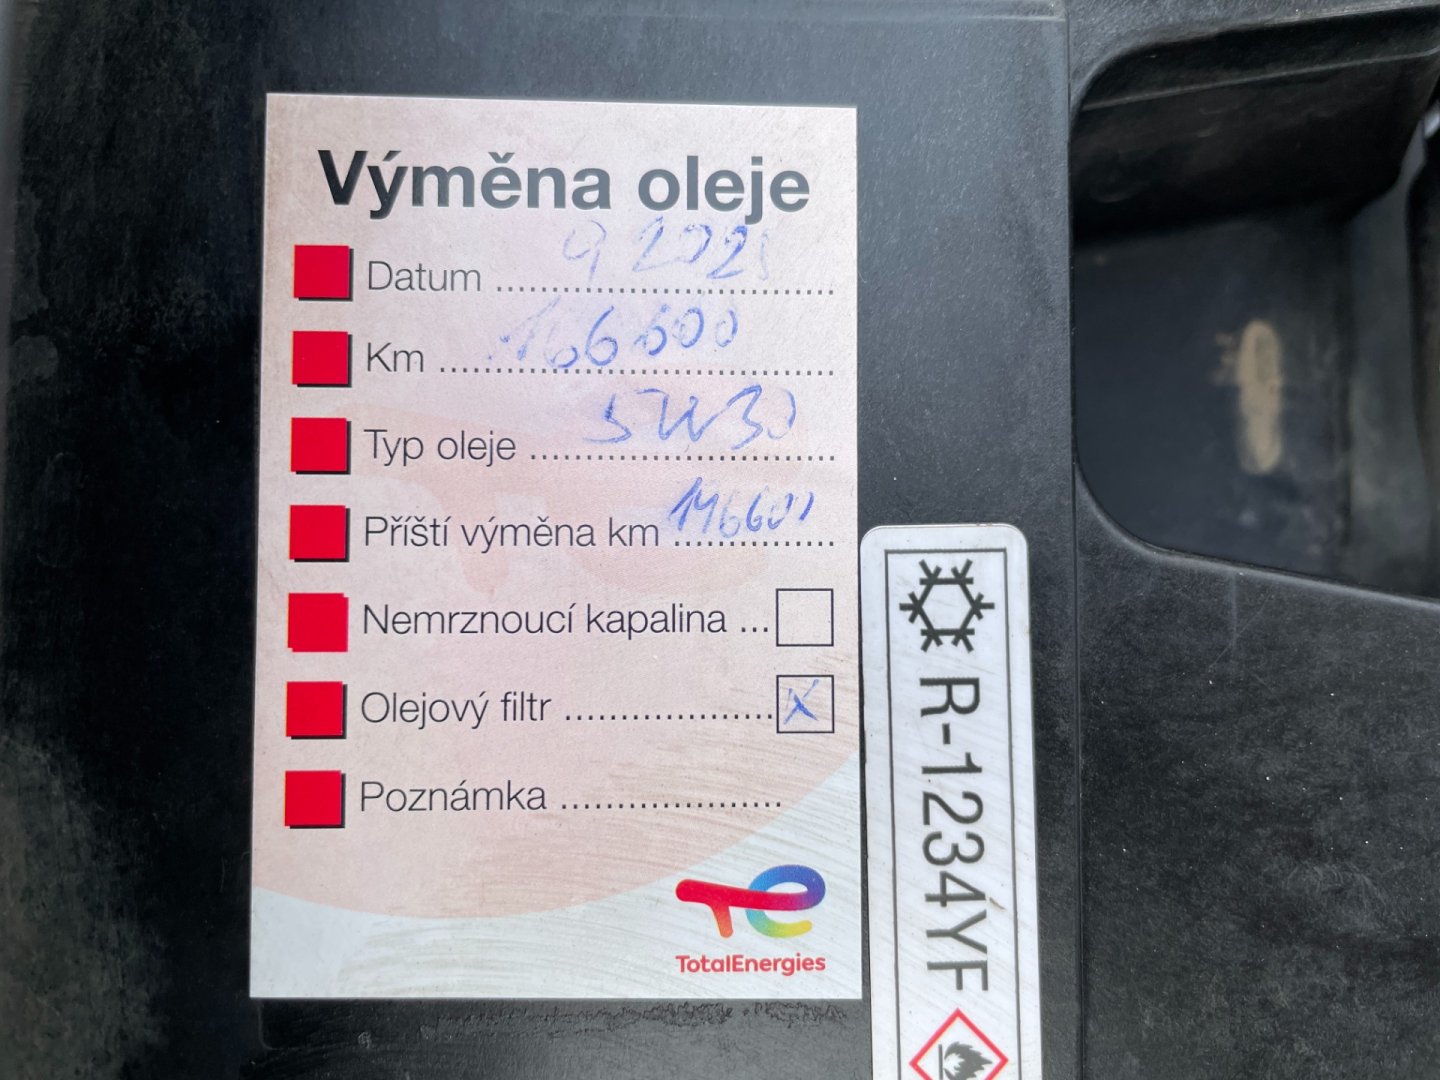 Výměna oleje
Datum 9 2025
Km 166600
Typ oleje 5W30
Příští výměna km
Nemrznoucí kapalina ...
Olejový filtr X
Poznámka
TotalEnergies
R-1234YF